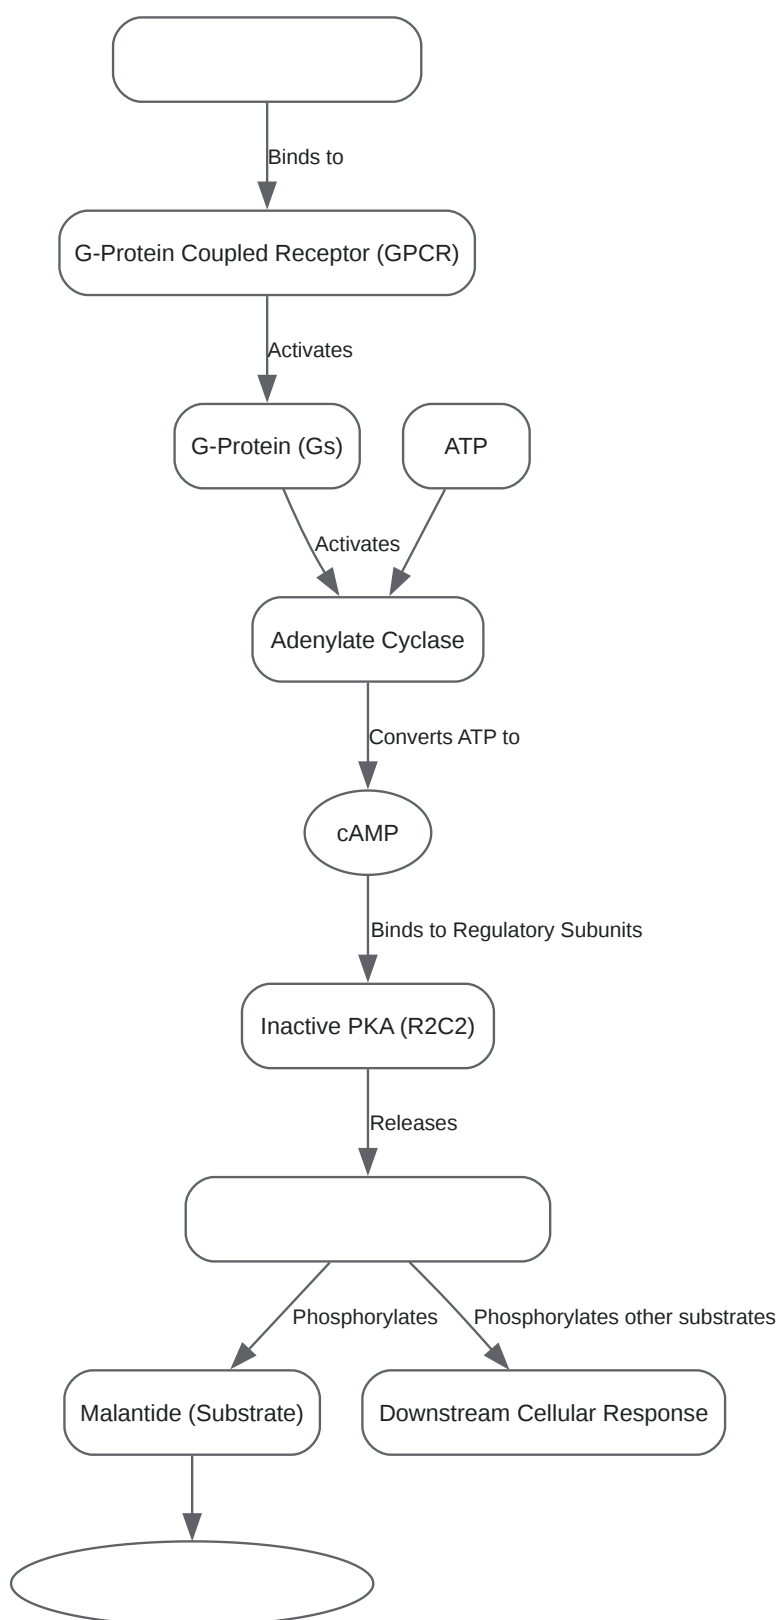 Binds to
G-Protein Coupled Receptor (GPCR)
Activates
G-Protein (Gs)
ATP
Activates
Adenylate Cyclase
Converts ATP to
cAMP
Binds to Regulatory Subunits
Inactive PKA (R2C2)
Releases
Phosphorylates
Phosphorylates other substrates
Malantide (Substrate)
Downstream Cellular Response